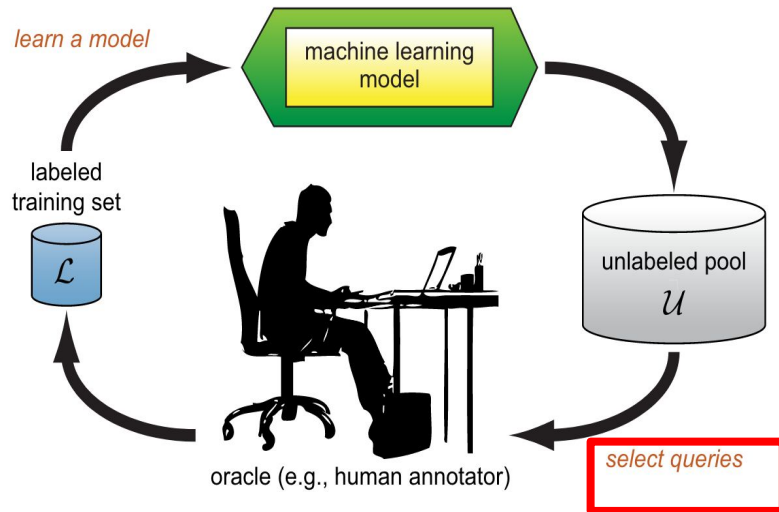 learn a model
machine learning
model
labeled
training set
ℒ
unlabeled pool
𝒰
oracle (e.g., human annotator)
select queries